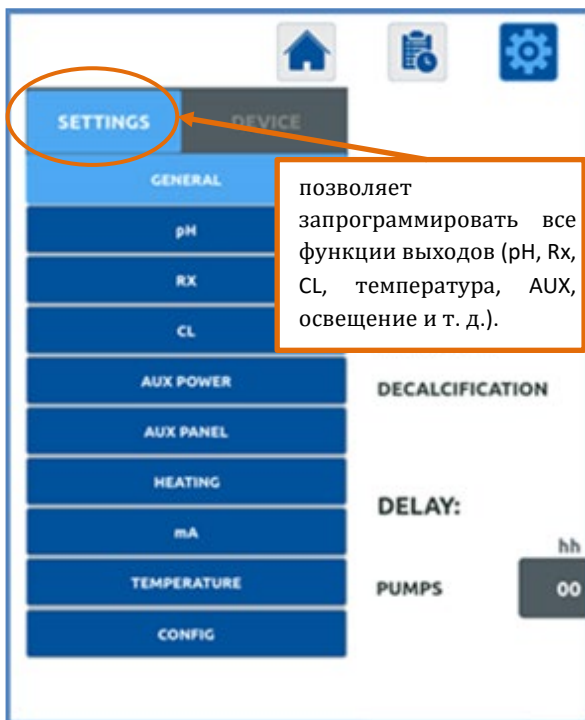 SETTINGS DEVICE
GENERAL
позволяет
запрограммировать все
функции выходов (pH, Rx,
CL, температура, AUX,
освещение и т. д.).
pH
RX
CL
AUX POWER
AUX PANEL
HEATING
mA
TEMPERATURE
CONFIG
DECALCIFICATION
DELAY:
hh
PUMPS 00